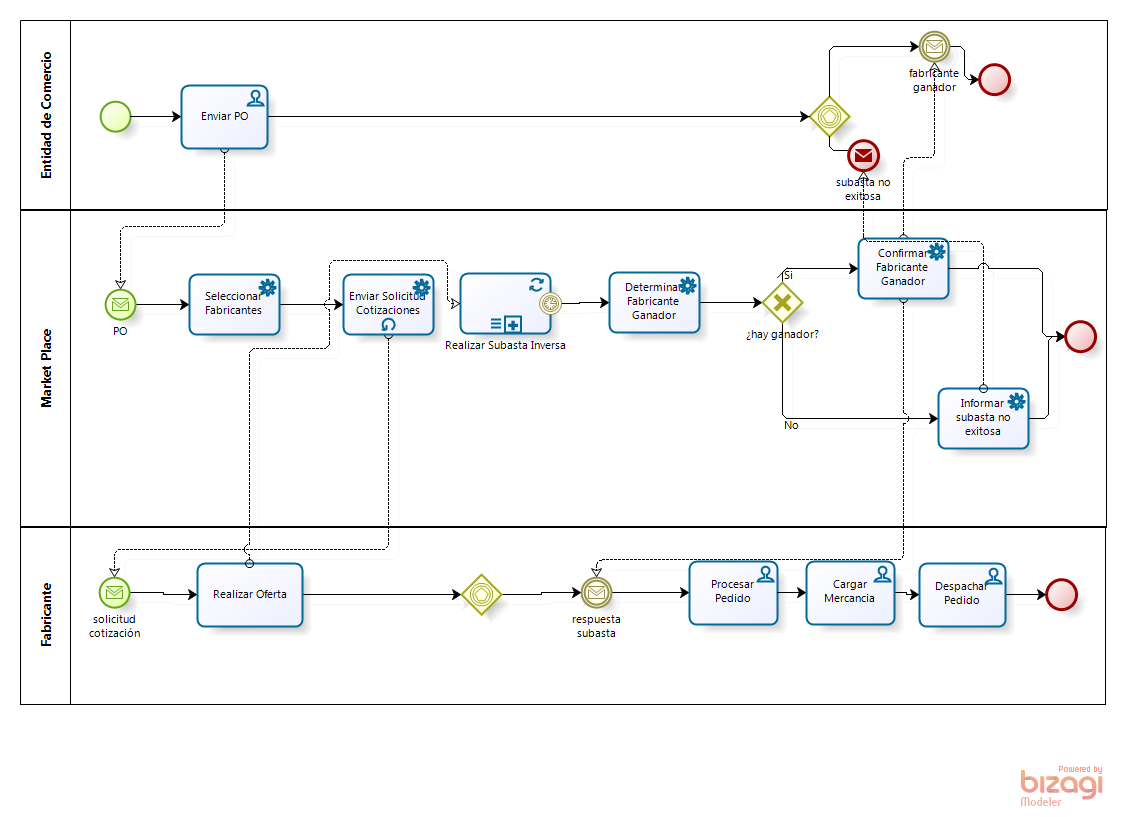 Entidad de Comercio
Enviar PO
fabricante
ganador
subasta no
exitosa
Market Place
PO
Seleccionar
Fabricantes
Enviar Solicitud
Cotizaciones
Realizar Subasta Inversa
Determinar
Fabricante
Ganador
¿hay ganador?
Si
No
Confirmar
Fabricante
Ganador
Informar
subasta no
exitosa
Fabricante
solicitud
cotización
Realizar Oferta
respuesta
subasta
Procesar
Pedido
Cargar
Mercancia
Despachar
Pedido
Powered by
bizagi
Modeler